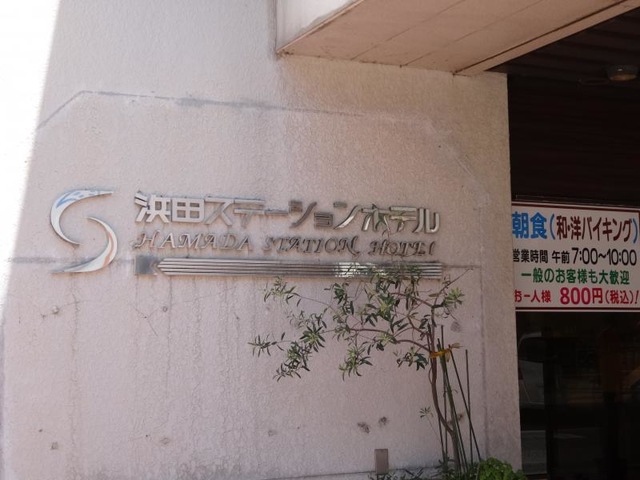 浜田ステーションホテル
HAMADA STATION HOTEL
朝食(和・洋バイキング)
営業時間 午前7:00~10:00
一般のお客様も大歓迎
お一人様 800円(税込)!